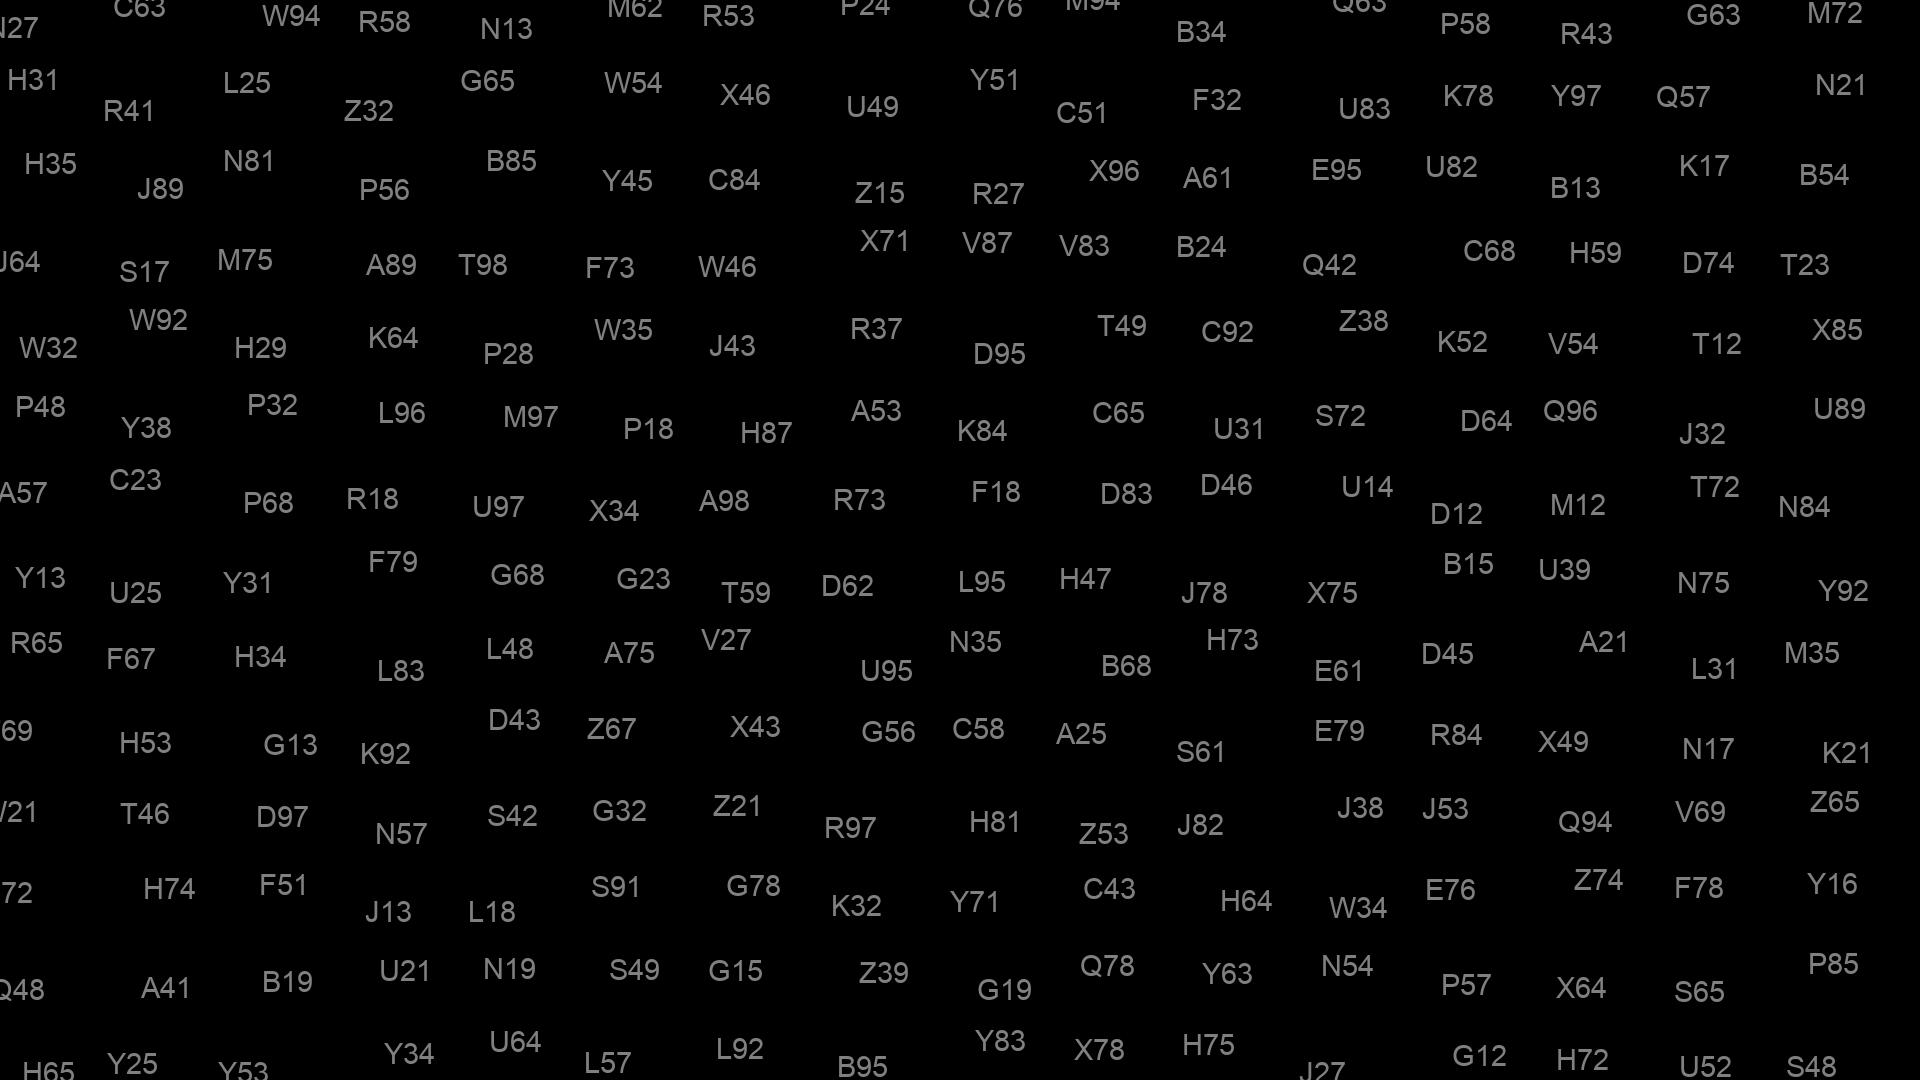 N27 C63 W94 R58 N13 M62 R53 P24 Q76 M94 B34 Q63 P58 R43 G63 M72
H31 R41 L25 Z32 G65 W54 X46 U49 Y51 C51 F32 U83 K78 Y97 Q57 N21
H35 J89 N81 P56 B85 Y45 C84 Z15 R27 X96 A61 E95 U82 B13 K17 B54
J64 S17 M75 A89 T98 F73 W46 X71 V87 V83 B24 Q42 C68 H59 D74 T23
W32 W92 H29 K64 P28 W35 J43 R37 D95 T49 C92 Z38 K52 V54 T12 X85
P48 Y38 P32 L96 M97 P18 H87 A53 K84 C65 U31 S72 D64 Q96 J32 U89
A57 C23 P68 R18 U97 X34 A98 R73 F18 D83 D46 U14 D12 M12 T72 N84
Y13 U25 Y31 F79 G68 G23 T59 D62 L95 H47 J78 X75 B15 U39 N75 Y92
R65 F67 H34 L83 L48 A75 V27 U95 N35 B68 H73 E61 D45 A21 L31 M35
69 H53 G13 K92 D43 Z67 X43 G56 C58 A25 S61 E79 R84 X49 N17 K21
21 T46 D97 N57 S42 G32 Z21 R97 H81 Z53 J82 J38 J53 Q94 V69 Z65
72 H74 F51 J13 L18 S91 G78 K32 Y71 C43 H64 W34 E76 Z74 F78 Y16
Q48 A41 B19 U21 N19 S49 G15 Z39 G19 Q78 Y63 N54 P57 X64 S65 P85
H65 Y25 Y53 Y34 U64 L57 L92 B95 Y83 X78 H75 J27 G12 H72 U52 S48